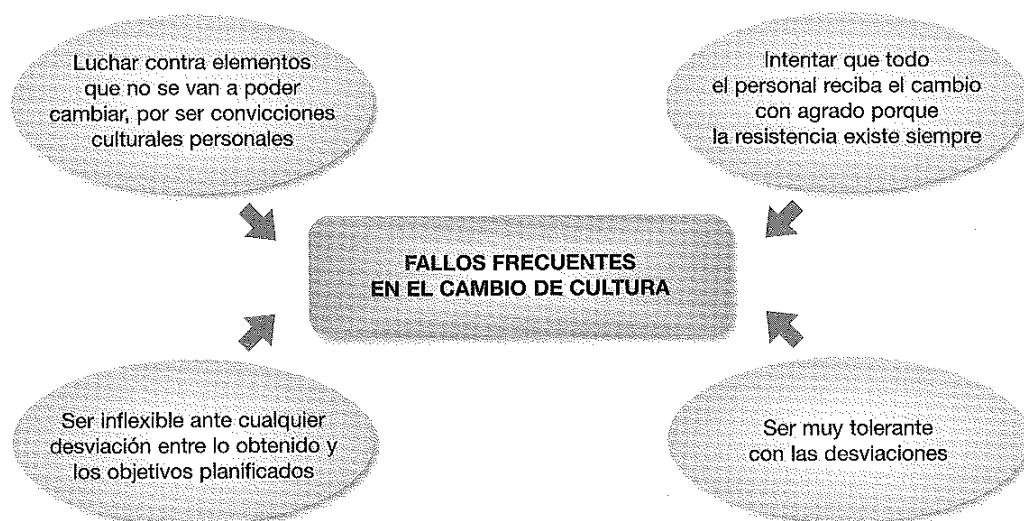 Luchar contra elementos
que no se van a poder
cambiar, por ser convicciones
culturales personales
Intentar que todo
el personal reciba el cambio
con agrado porque
la resistencia existe siempre
FALLOS FRECUENTES
EN EL CAMBIO DE CULTURA
Ser inflexible ante cualquier
desviación entre lo obtenido y
los objetivos planificados
Ser muy tolerante
con las desviaciones